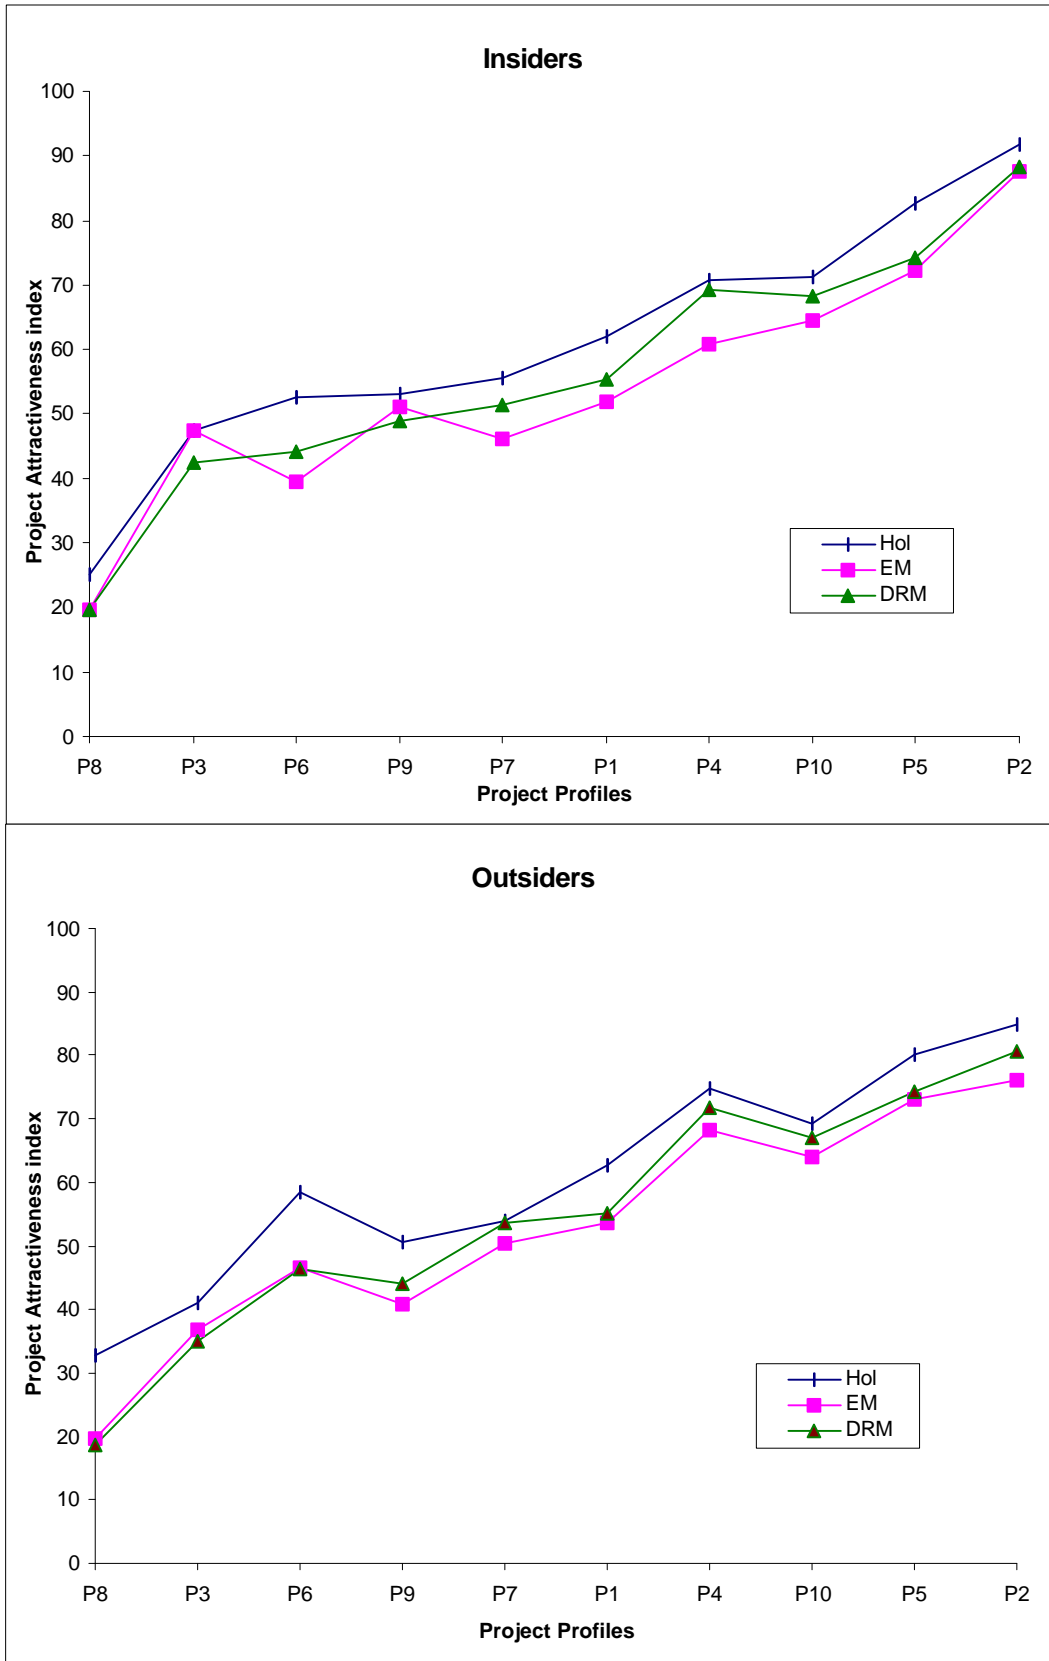 Insiders
100
90
80
70
60
50
40
30
20
10
0
Project Attractiveness index
Hol
EM
DRM
P8 P3 P6 P9 P7 P1 P4 P10 P5 P2
Project Profiles
Outsiders
100
90
80
70
60
50
40
30
20
10
0
Project Attractiveness index
Hol
EM
DRM
P8 P3 P6 P9 P7 P1 P4 P10 P5 P2
Project Profiles